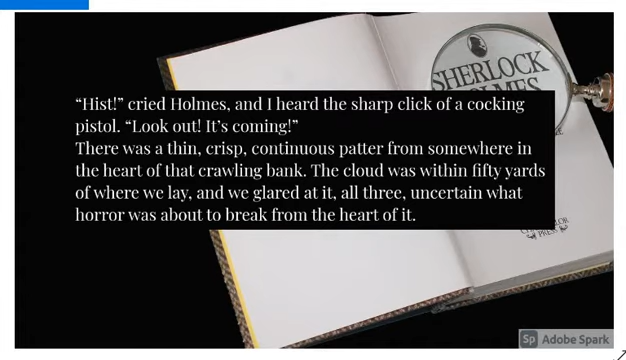 SHERLOCK
HOLMES
“Hist!” cried Holmes, and I heard the sharp click of a cocking
pistol. “Look out! It’s coming!”
There was a thin, crisp, continuous patter from somewhere in
the heart of that crawling bank. The cloud was within fifty yards
of where we lay, and we glared at it, all three, uncertain what
horror was about to break from the heart of it.
PRESS
Sp Adobe Spark